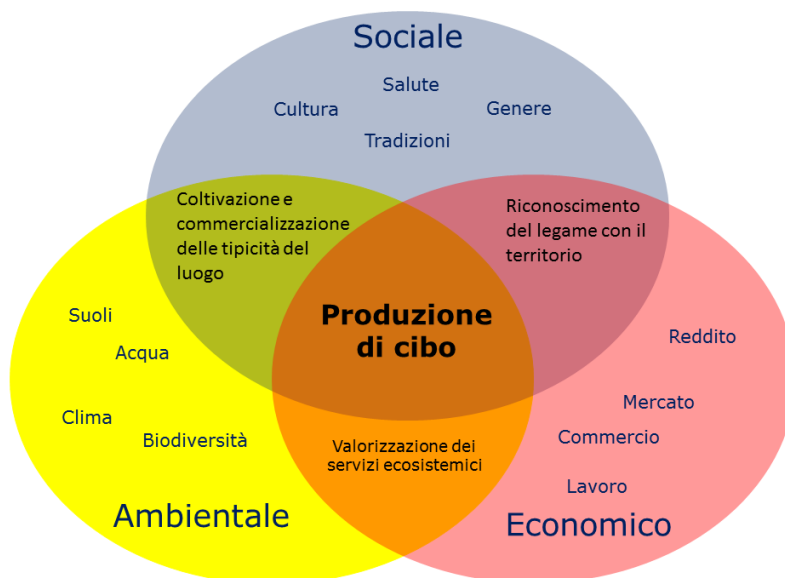 Sociale
Salute
Cultura
Genere
Tradizioni
Coltivazione e
commercializzazione
delle tipicità del
luogo
Riconoscimento
del legame con il
territorio
Produzione
di cibo
Suoli
Acqua
Clima
Biodiversità
Ambientale
Valorizzazione dei
servizi ecosistemici
Reddito
Mercato
Commercio
Lavoro
Economico